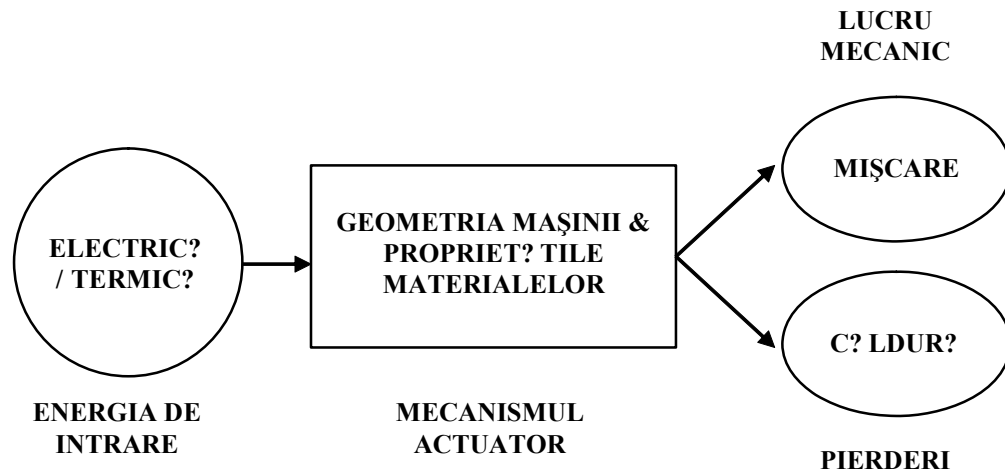 LUCRU
MECANIC
MIŞCARE
ELECTRIC?
/ TERMIC?
GEOMETRIA MAŞINII &
PROPRIET? TILE
MATERIALELOR
C? LDUR?
ENERGIA DE
INTRARE
MECANISMUL
ACTUATOR
PIERDERI